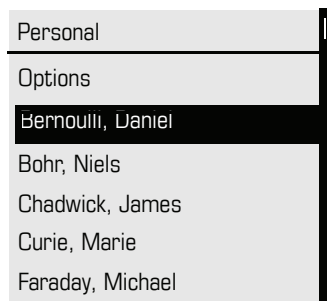 Personal
Options
Bernoulli, Daniel
Bohr, Niels
Chadwick, James
Curie, Marie
Faraday, Michael